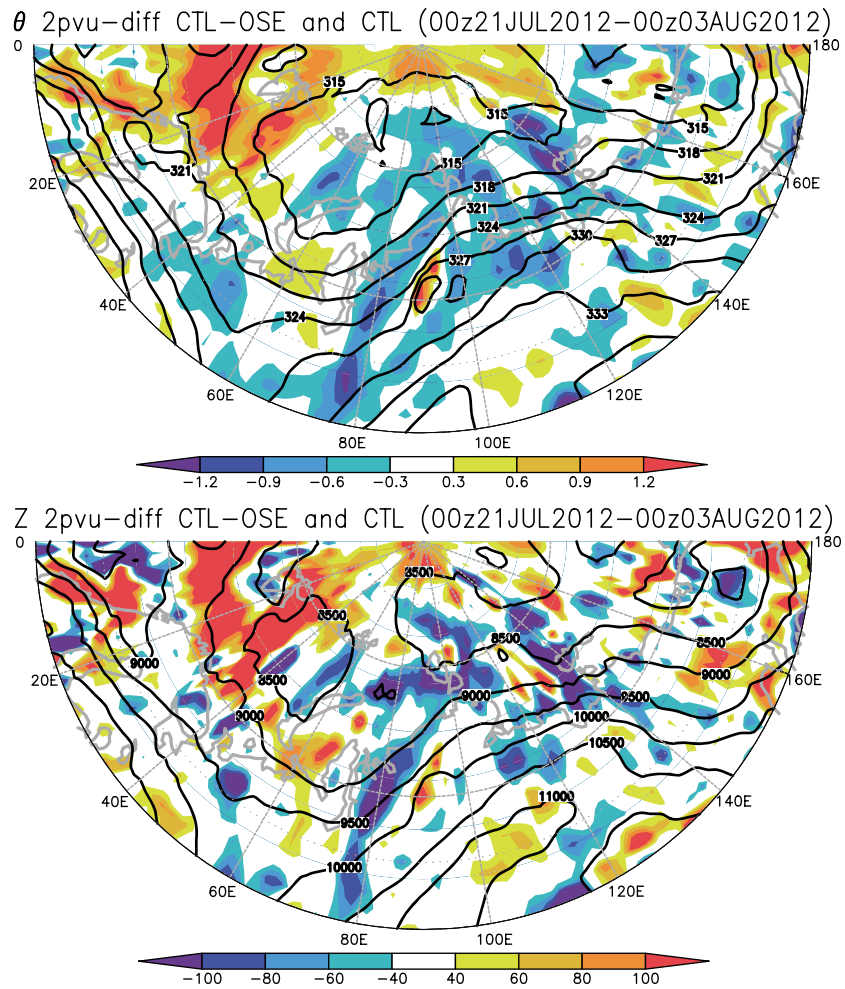 θ 2pvu-diff CTL-OSE and CTL (00z21JUL2012-00z03AUG2012)
0 180
315
315
315
318
321
315
318
321
321
324
324
330
327
327
324
333
20E 160E
40E 140E
60E 120E
80E 100E
-1.2 -0.9 -0.6 -0.3 0.3 0.6 0.9 1.2
Z 2pvu-diff CTL-OSE and CTL (00z21JUL2012-00z03AUG2012)
0 180
8500
8500
8500
8500
9000
9000
8500
9000
9000
9500
10000
10500
11000
9500
10000
20E 160E
40E 140E
60E 120E
80E 100E
-100 -80 -60 -40 40 60 80 100